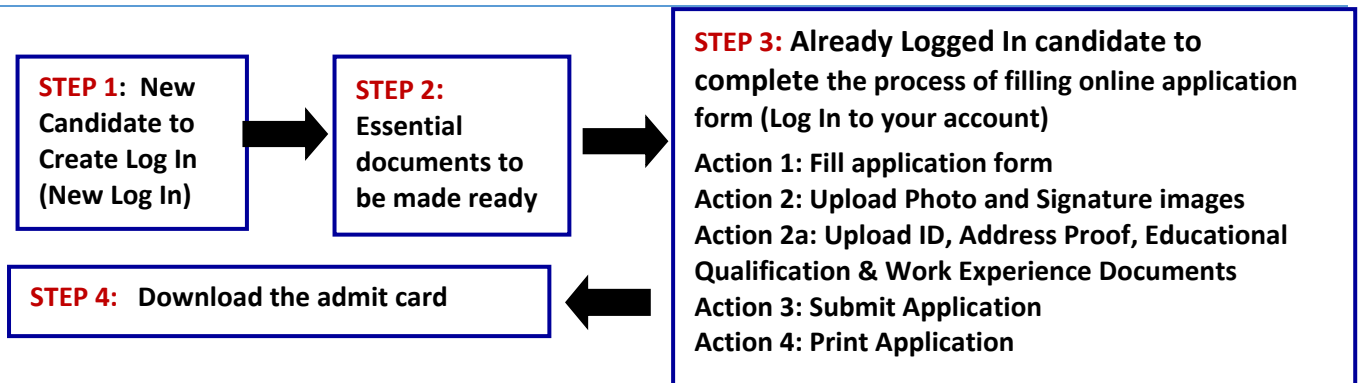 STEP 1: New
Candidate to
Create Log In
(New Log In)
STEP 2:
Essential
documents to
be made ready
STEP 3: Already Logged In candidate to
complete the process of filling online application
form (Log In to your account)
Action 1: Fill application form
Action 2: Upload Photo and Signature images
Action 2a: Upload ID, Address Proof, Educational
Qualification & Work Experience Documents
Action 3: Submit Application
Action 4: Print Application
STEP 4: Download the admit card